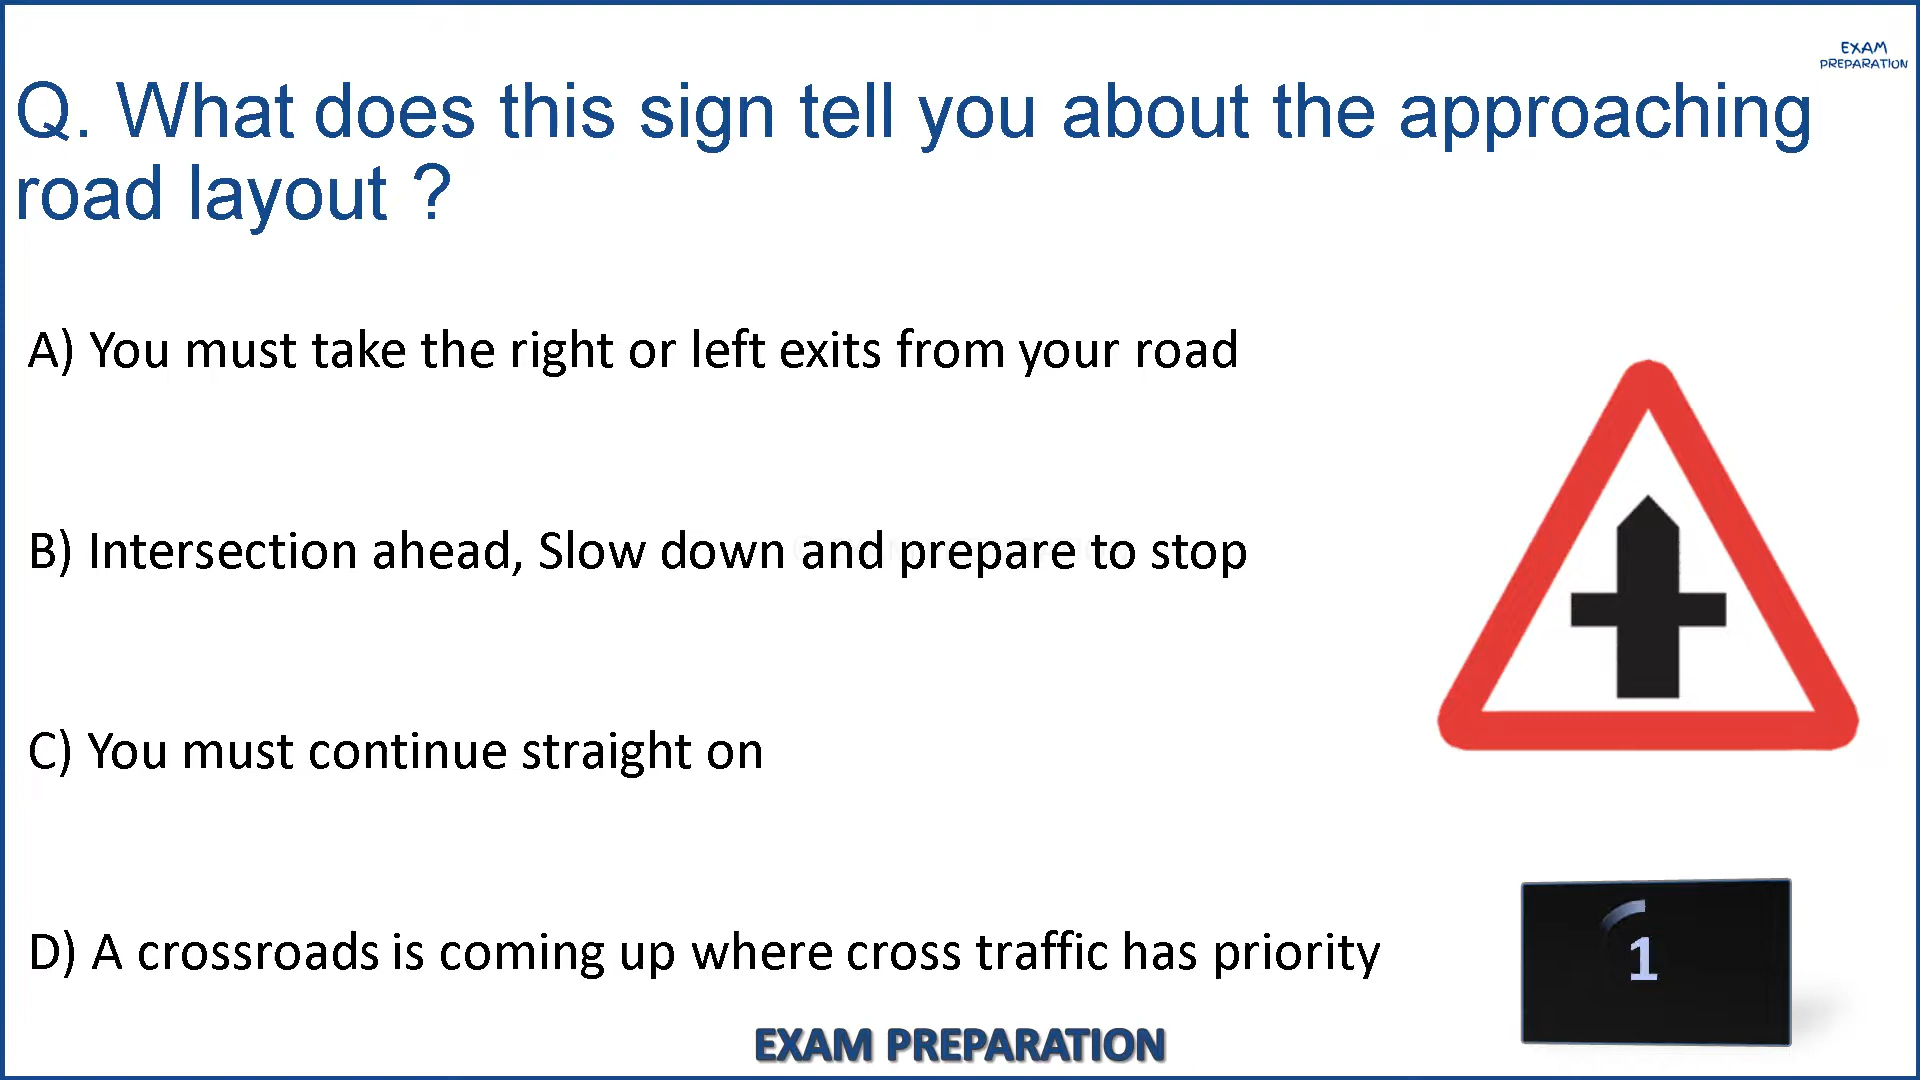 EXAM
PREPARATION
Q. What does this sign tell you about the approaching
road layout ?
A) You must take the right or left exits from your road
B) Intersection ahead, Slow down and prepare to stop
C) You must continue straight on
D) A crossroads is coming up where cross traffic has priority
1
EXAM PREPARATION